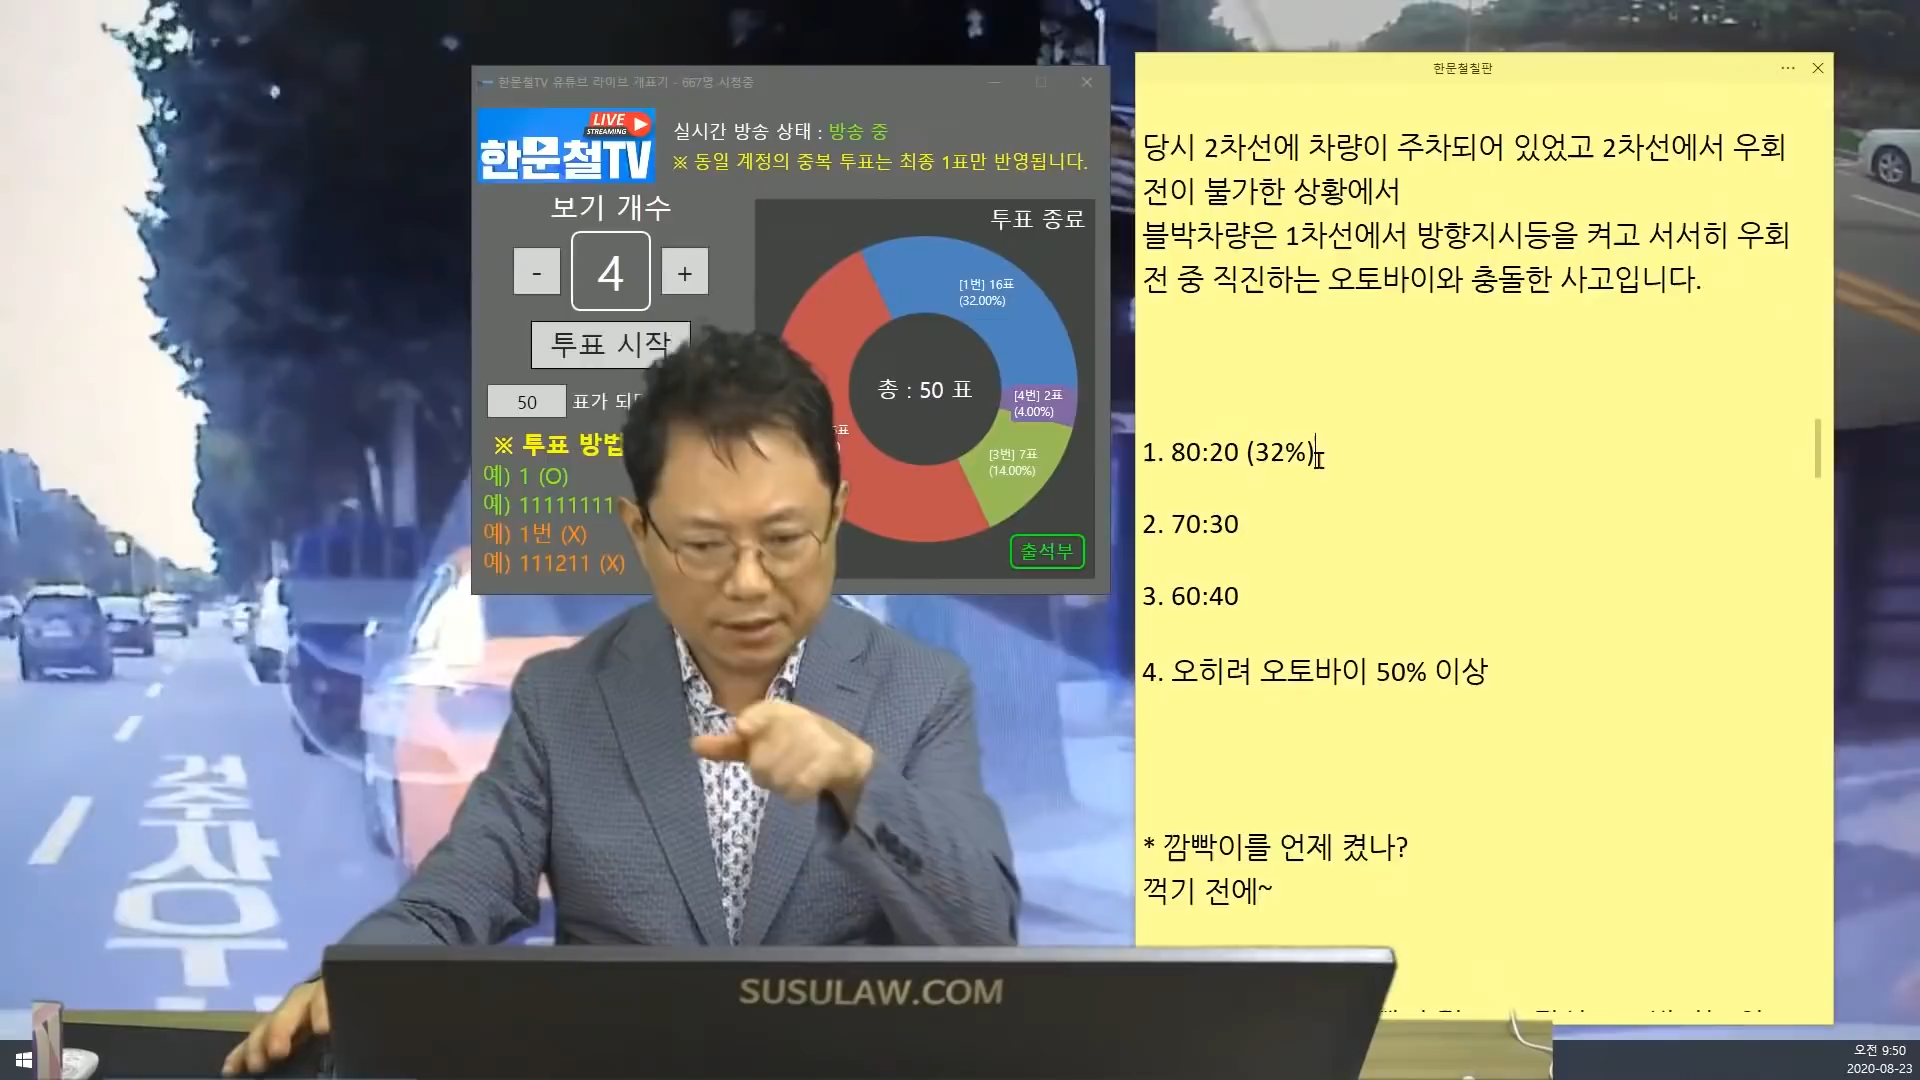 한문철TV 유튜브 라이브 개표기 - 667명 시청중
LIVE
STREAMING
한문철TV
실시간 방송 상태 : 방송 중
※ 동일 계정의 중복 투표는 최종 1표만 반영됩니다.
보기 개수
- 4 +
투표 시작
50 표가 되
※ 투표 방법
예) 1 (O)
예) 11111111
예) 1번 (X)
예) 111211 (X)
투표 종료
[1번] 16표
(32.00%)
총 : 50 표
[4번] 2표
(4.00%)
표
[3번] 7표
(14.00%)
출석부
한문철칠판
당시 2차선에 차량이 주차되어 있었고 2차선에서 우회
전이 불가한 상황에서
블박차량은 1차선에서 방향지시등을 켜고 서서히 우회
전 중 직진하는 오토바이와 충돌한 사고입니다.
1. 80:20 (32%)
2. 70:30
3. 60:40
4. 오히려 오토바이 50% 이상
* 깜빡이를 언제 켰나?
꺽기 전에~
SUSULAW.COM
오전 9:50
2020-08-23